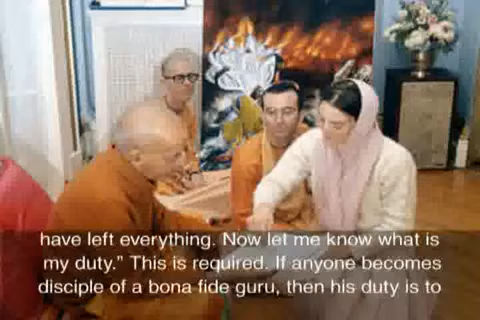 have left everything. Now let me know what is
my duty.” This is required. If anyone becomes
disciple of a bona fide guru, then his duty is to